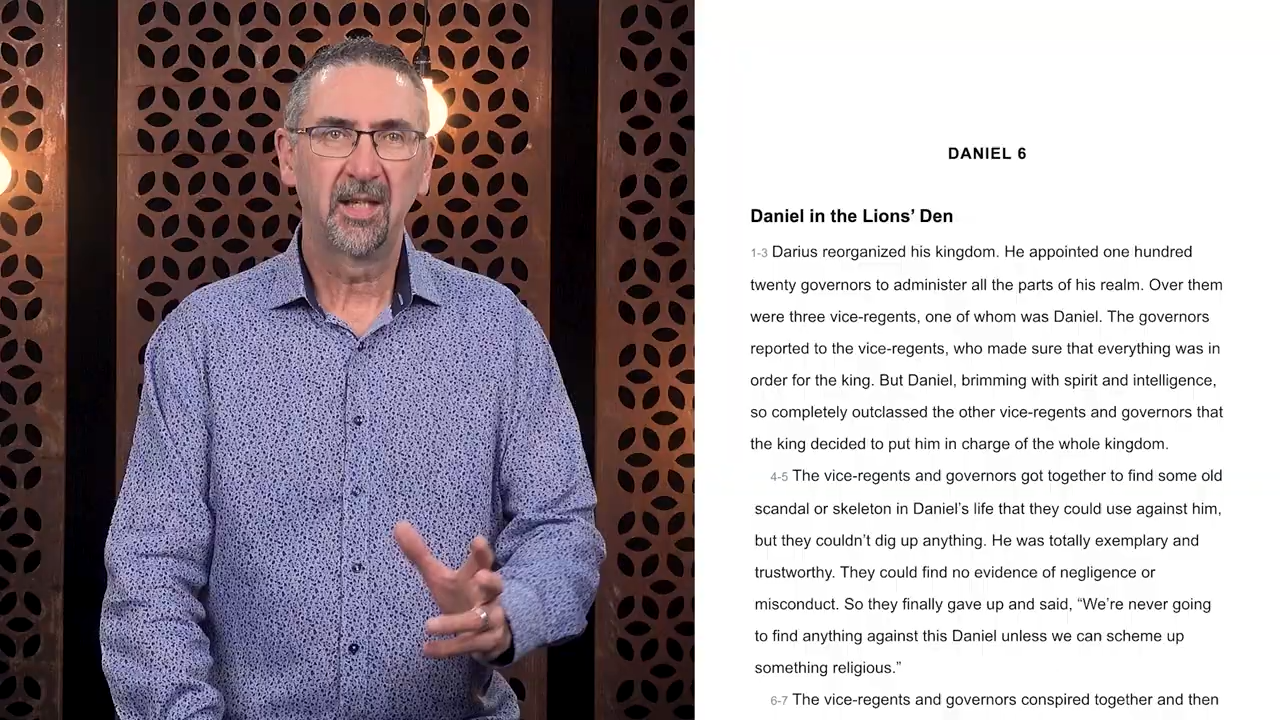 DANIEL 6
Daniel in the Lions’ Den
1-3 Darius reorganized his kingdom. He appointed one hundred
twenty governors to administer all the parts of his realm. Over them
were three vice-regents, one of whom was Daniel. The governors
reported to the vice-regents, who made sure that everything was in
order for the king. But Daniel, brimming with spirit and intelligence,
so completely outclassed the other vice-regents and governors that
the king decided to put him in charge of the whole kingdom.
4-5 The vice-regents and governors got together to find some old
scandal or skeleton in Daniel’s life that they could use against him,
but they couldn’t dig up anything. He was totally exemplary and
trustworthy. They could find no evidence of negligence or
misconduct. So they finally gave up and said, “We’re never going
to find anything against this Daniel unless we can scheme up
something religious.”
6-7 The vice-regents and governors conspired together and then